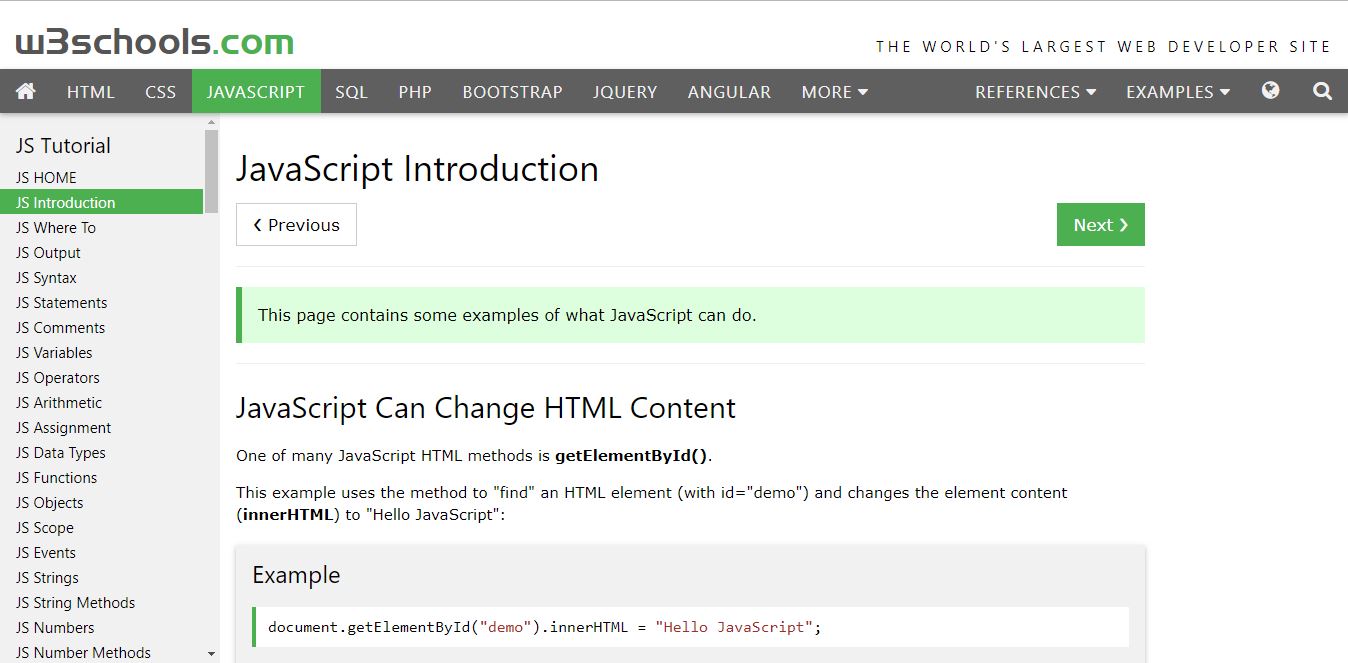 w3schools.com
THE WORLD'S LARGEST WEB DEVELOPER SITE
HTML CSS JAVASCRIPT SQL PHP BOOTSTRAP JQUERY ANGULAR MORE REFERENCES EXAMPLES
JS Tutorial
JS HOME
JS Introduction
JS Where To
JS Output
JS Syntax
JS Statements
JS Comments
JS Variables
JS Operators
JS Arithmetic
JS Assignment
JS Data Types
JS Functions
JS Objects
JS Scope
JS Events
JS Strings
JS String Methods
JS Numbers
JS Number Methods
JavaScript Introduction
❮ Previous
Next ❯
This page contains some examples of what JavaScript can do.
JavaScript Can Change HTML Content
One of many JavaScript HTML methods is getElementById().
This example uses the method to "find" an HTML element (with id="demo") and changes the element content
(innerHTML) to "Hello JavaScript":
Example
document.getElementById("demo").innerHTML = "Hello JavaScript";